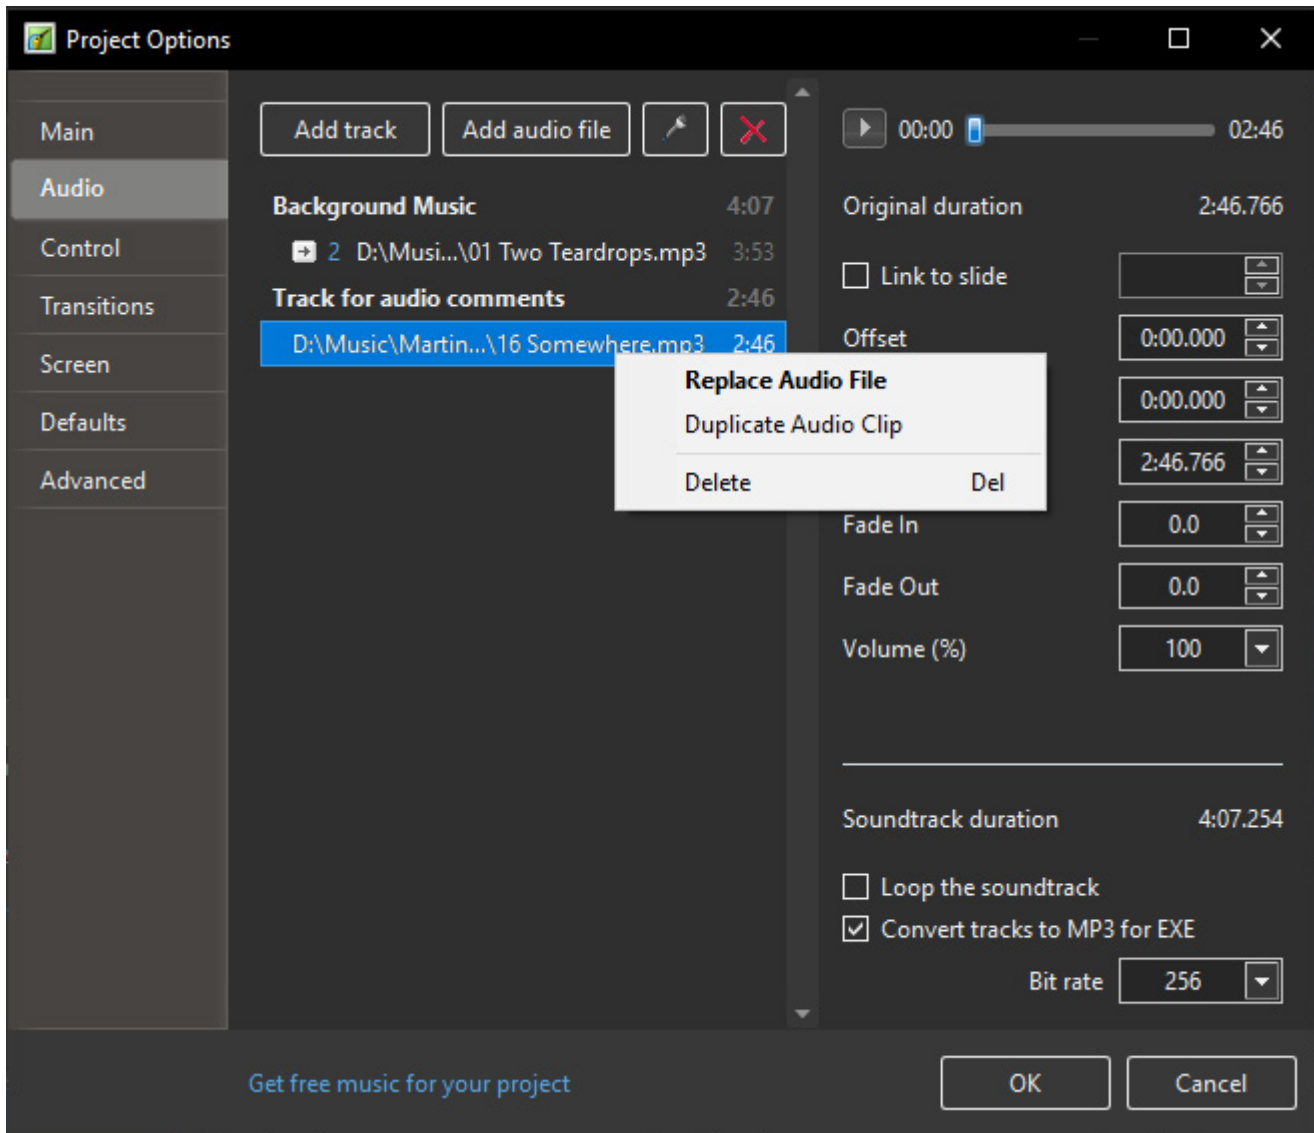 Project Options
Main
Audio
Control
Transitions
Screen
Defaults
Advanced
Add track Add audio file
Background Music 4:07
2 D:\Musi...\01 Two Teardrops.mp3 3:53
Track for audio comments 2:46
D:\Music\Martin...\16 Somewhere.mp3 2:46
Replace Audio File
Duplicate Audio Clip
Delete Del
00:00 02:46
Original duration 2:46.766
Link to slide
Offset 0:00.000
0:00.000
2:46.766
Fade In 0.0
Fade Out 0.0
Volume (%) 100
Soundtrack duration 4:07.254
Loop the soundtrack
Convert tracks to MP3 for EXE
Bit rate 256
Get free music for your project
OK Cancel